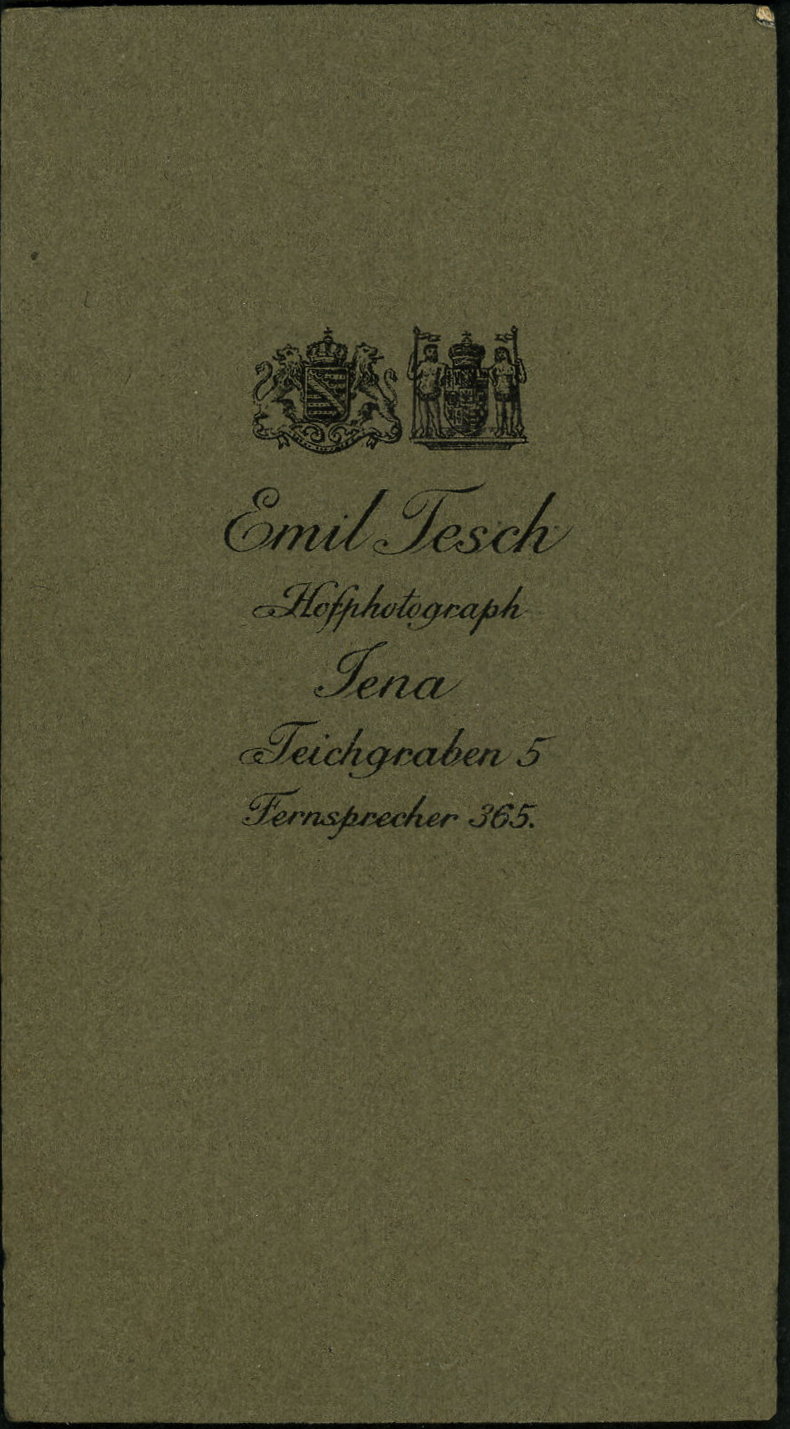 Emil Tesch
Hofphotograph
Jena
Teichgraben 5
Fernsprecher 365.